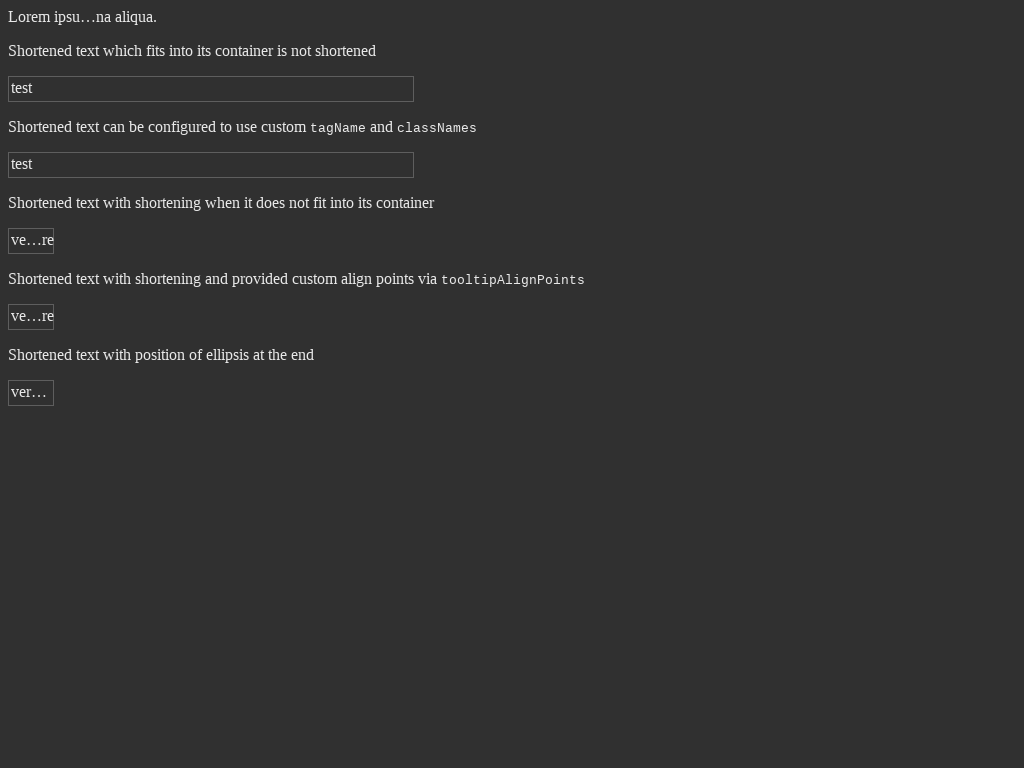 Lorem ipsu…na aliqua.
Shortened text which fits into its container is not shortened
test
Shortened text can be configured to use custom tagName and classNames
test
Shortened text with shortening when it does not fit into its container
ve…re
Shortened text with shortening and provided custom align points via tooltipAlignPoints
ve…re
Shortened text with position of ellipsis at the end
ver…